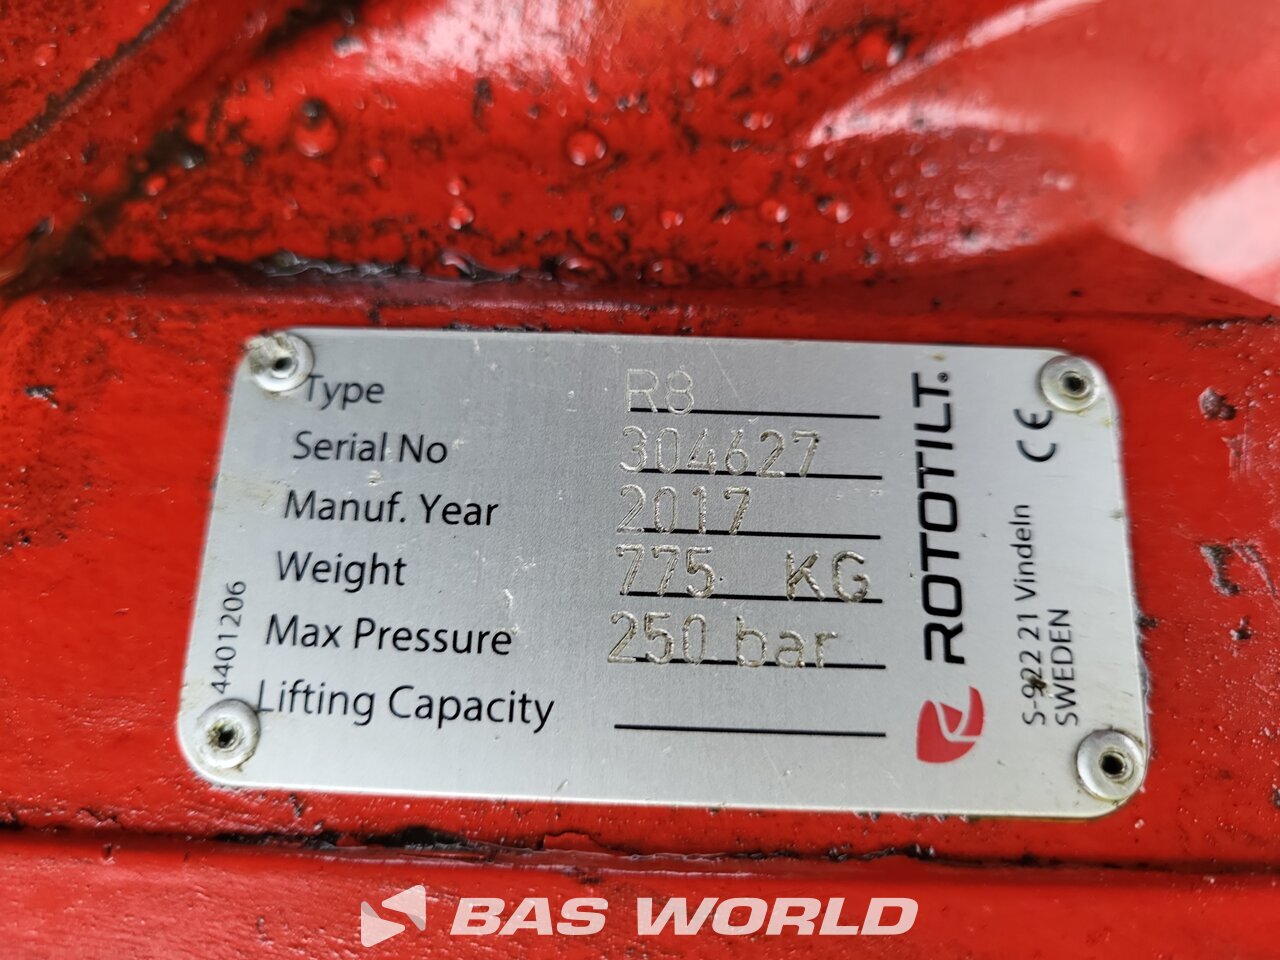 Type R8
Serial No 304627
Manuf. Year 2017
Weight 775 KG
Max Pressure 250 bar
Lifting Capacity
4401206
ROTOTILT®
CE
S-922 21 Vindeln
SWEDEN
BAS WORLD